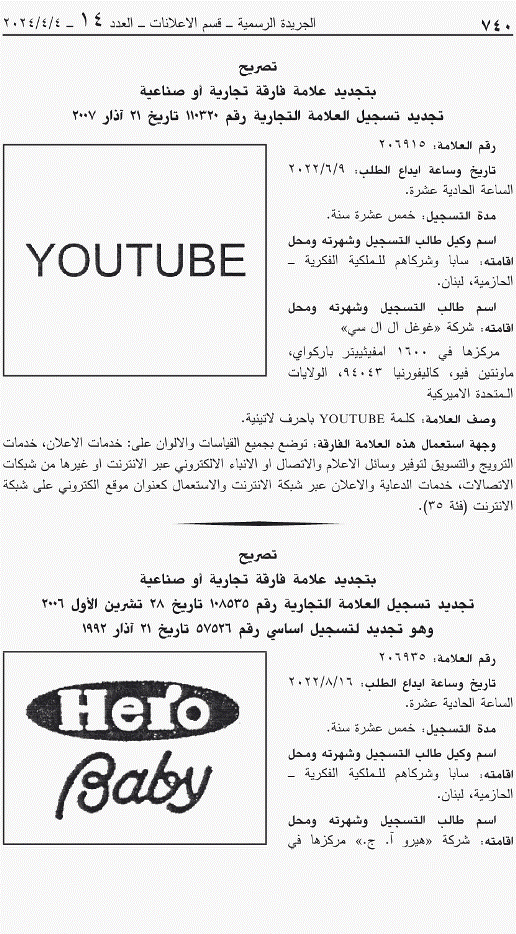 ٧٤٠
الجريدة الرسمية ــ قسم الاعلانات ــ العدد ١٤ ــ ٢٠٢٤/٤/٤
تصريح
بتجديد علامة فارقة تجارية أو صناعية
تجديد تسجيل العلامة التجارية رقم ١١٠٣٢٠ تاريخ ٢١ آذار ٢٠٠٧
رقم العلامة: ٢٠٦٩١٥
تاريخ وساعة ايداع الطلب: ٢٠٢٢/٦/٩
الساعة الحادية عشرة.
مدة التسجيل: خمس عشرة سنة.
اسم وكيل طالب التسجيل وشهرته ومحل
اقامته: سابا وشركاهم للملكية الفكرية ــ
الحازمية، لبنان.
اسم طالب التسجيل وشهرته ومحل
اقامته: شركة «غوغل ال ال سي»
مركزها في ١٦٠٠ امفيثييتر باركواي،
ماونتين فيو، كاليفورنيا ٩٤٠٤٣، الولايات
المتحدة الاميركية
YOUTUBE
وصف العلامة: كلمة YOUTUBE باحرف لاتينية.
وجهة استعمال هذه العلامة الفارقة: توضع بجميع القياسات والالوان على: خدمات الاعلان، خدمات
الترويج والتسويق لتوفير وسائل الاعلام والاتصال او الانباء الالكتروني عبر الانترنت او غيرها من شبكات
الاتصالات، خدمات الدعاية والاعلان عبر شبكة الانترنت والاستعمال كعنوان موقع الكتروني على شبكة
الانترنت (فئة ٣٥).
تصريح
بتجديد علامة فارقة تجارية أو صناعية
تجديد تسجيل العلامة التجارية رقم ١٠٨٥٣٥ تاريخ ٢٨ تشرين الأول ٢٠٠٦
وهو تجديد لتسجيل اساسي رقم ٥٧٥٢٦ تاريخ ٢١ آذار ١٩٩٢
رقم العلامة: ٢٠٦٩٣٥
تاريخ وساعة ايداع الطلب: ٢٠٢٢/٨/١٦
الساعة الحادية عشرة.
مدة التسجيل: خمس عشرة سنة.
اسم وكيل طالب التسجيل وشهرته ومحل
اقامته: سابا وشركاهم للملكية الفكرية ــ
الحازمية، لبنان.
اسم طالب التسجيل وشهرته ومحل
اقامته: شركة «هيرو آ. ج.» مركزها في
Hero
Baby